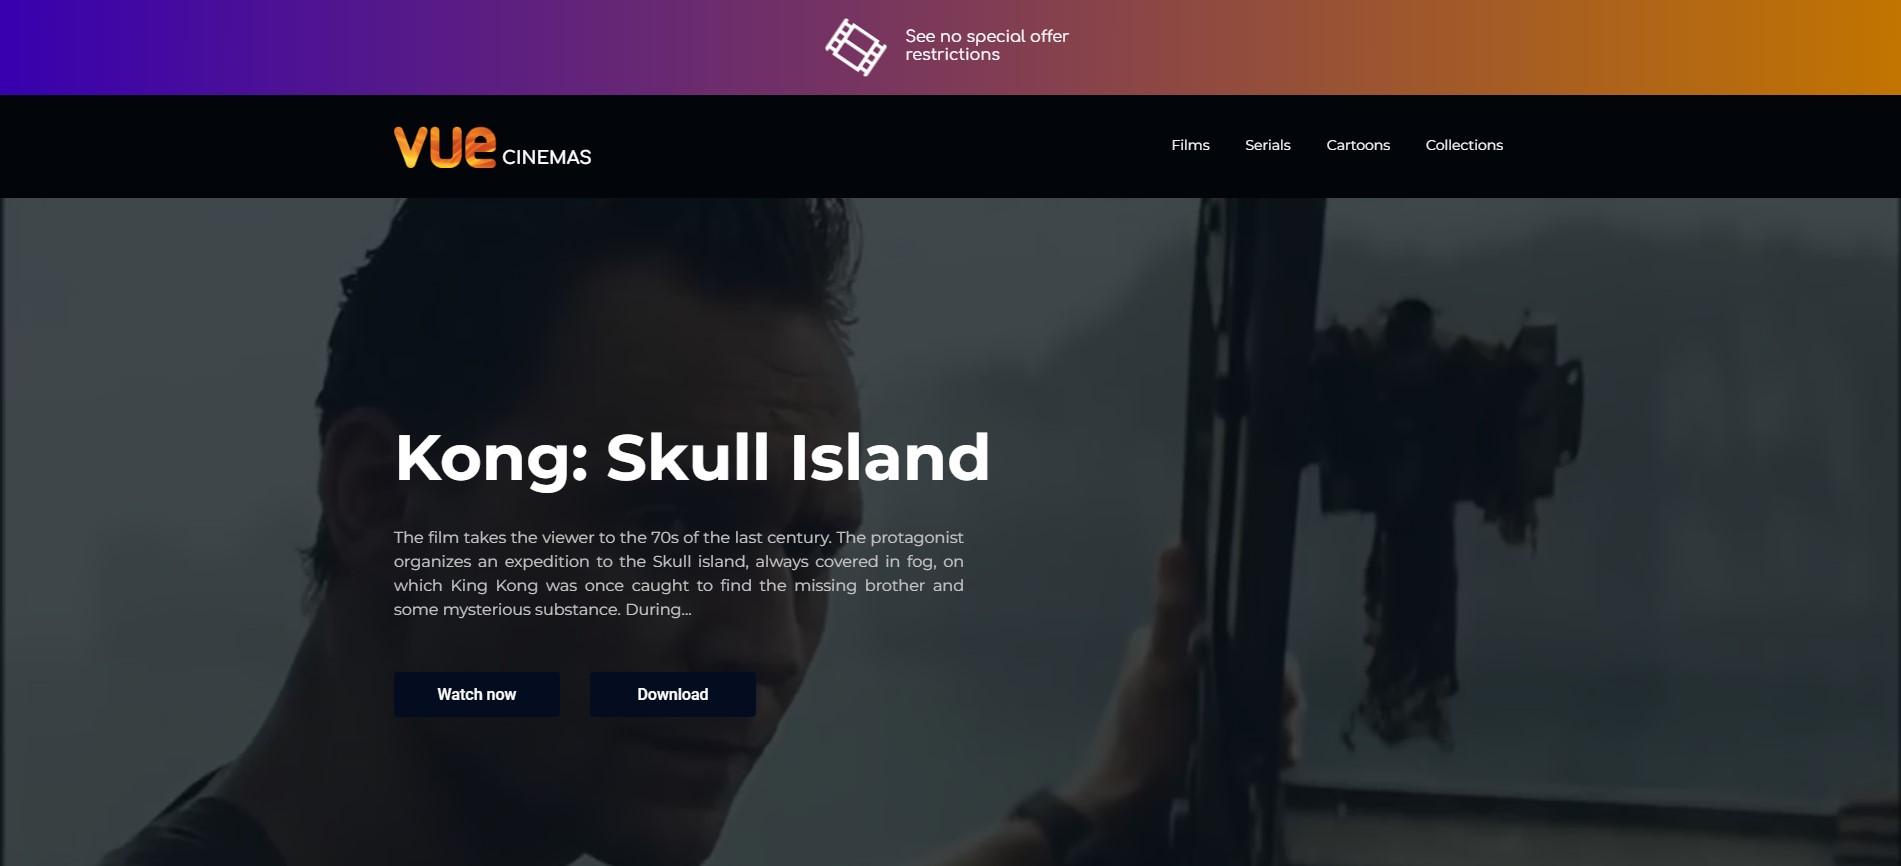 See no special offer
restrictions
vue CINEMAS
Films
Serials
Cartoons
Collections
Kong: Skull Island
The film takes the viewer to the 70s of the last century. The protagonist
organizes an expedition to the Skull island, always covered in fog, on
which King Kong was once caught to find the missing brother and
some mysterious substance. During...
Watch now
Download